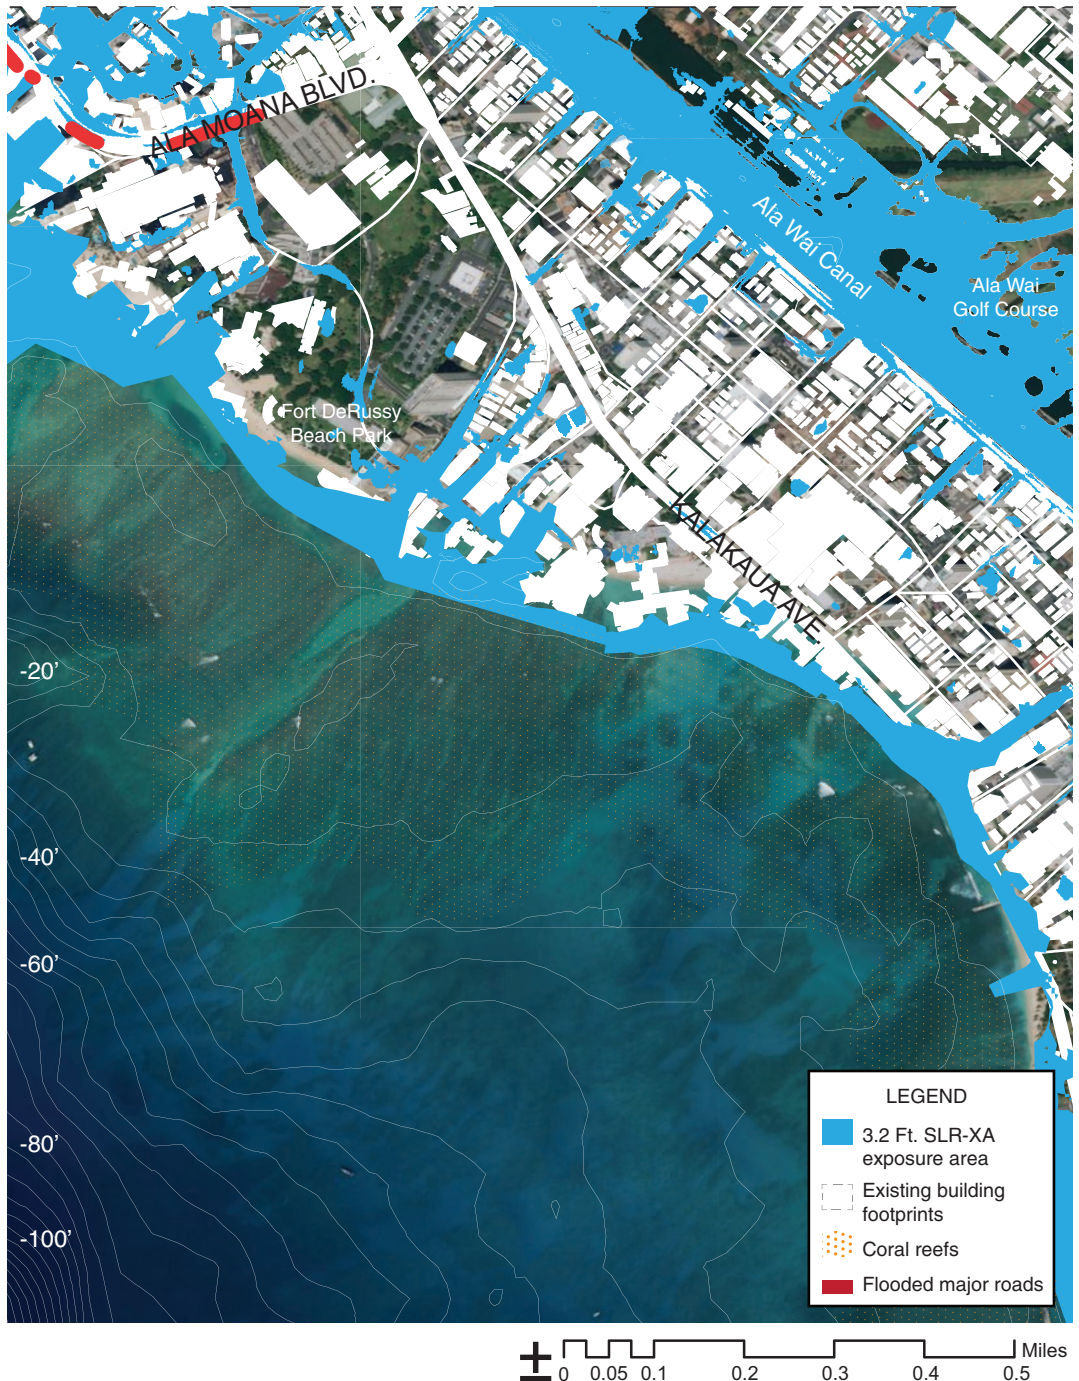 ALA MOANA BLVD.
Ala Wai Canal
Ala Wai
Golf Course
Fort DeRussy
Beach Park
KALAKAUA AVE.
-20’
-40’
-60’
-80’
-100’
LEGEND
3.2 Ft. SLR-XA
exposure area
Existing building
footprints
Coral reefs
Flooded major roads
Miles
0 0.05 0.1 0.2 0.3 0.4 0.5